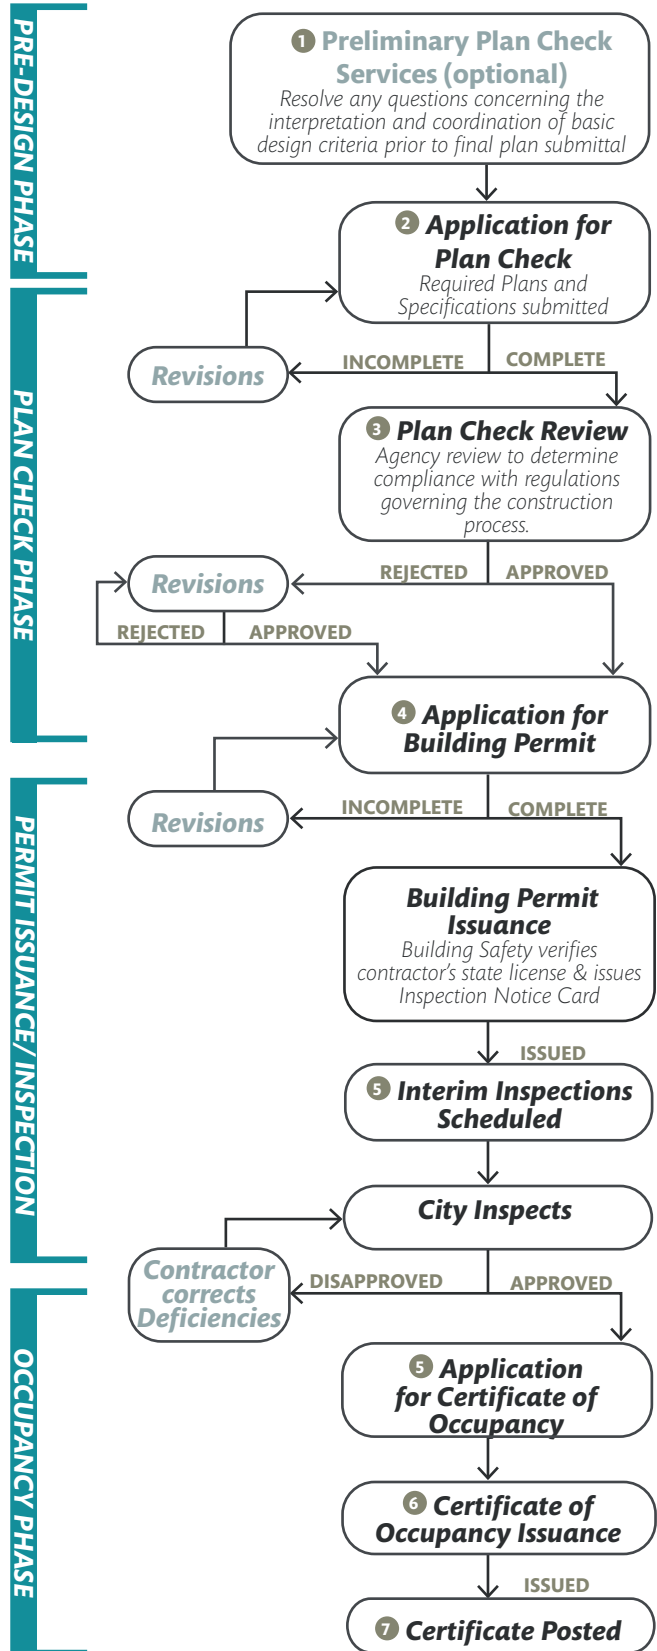 PRE-DESIGN PHASE
1 Preliminary Plan Check
Services (optional)
Resolve any questions concerning the
interpretation and coordination of basic
design criteria prior to final plan submittal
2 Application for
Plan Check
Required Plans and
Specifications submitted
PLAN CHECK PHASE
Revisions
INCOMPLETE
COMPLETE
3 Plan Check Review
Agency review to determine
compliance with regulations
governing the construction
process.
Revisions
REJECTED
APPROVED
REJECTED
APPROVED
4 Application for
Building Permit
PERMIT ISSUANCE/ INSPECTION
Revisions
INCOMPLETE
COMPLETE
Building Permit
Issuance
Building Safety verifies
contractor's state license & issues
Inspection Notice Card
ISSUED
5 Interim Inspections
Scheduled
City Inspects
Contractor
corrects
Deficiencies
DISAPPROVED
APPROVED
OCCUPANCY PHASE
5 Application
for Certificate of
Occupancy
6 Certificate of
Occupancy Issuance
ISSUED
7 Certificate Posted